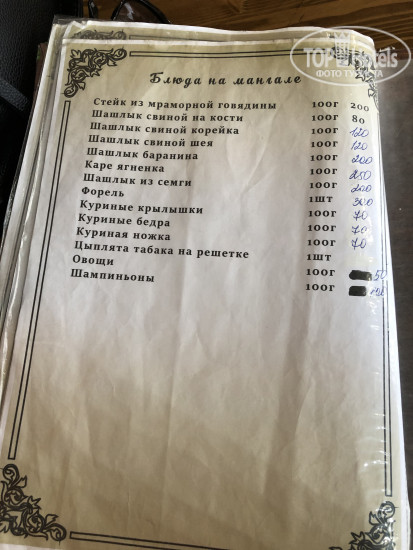 TOP Hotels
ФОТО ТУРИСТА
Блюда на мангале
Стейк из мраморной говядины 100г 200
Шашлык свиной на кости 100г 80
Шашлык свиной корейка 100г 120
Шашлык свиной шея 100г 120
Шашлык баранина 100г 200
Каре ягненка 100г 250
Шашлык из семги 100г 200
Форель 1шт 300
Куриные крылышки 100г 70
Куриные бедра 100г 70
Куриная ножка 100г 70
Цыплята табака на решетке 1шт
Овощи 100г 50
Шампиньоны 100г